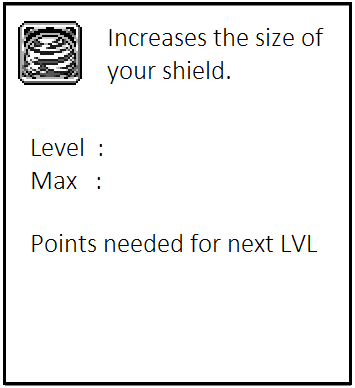 Increases the size of
your shield.
Level :
Max :
Points needed for next LVL